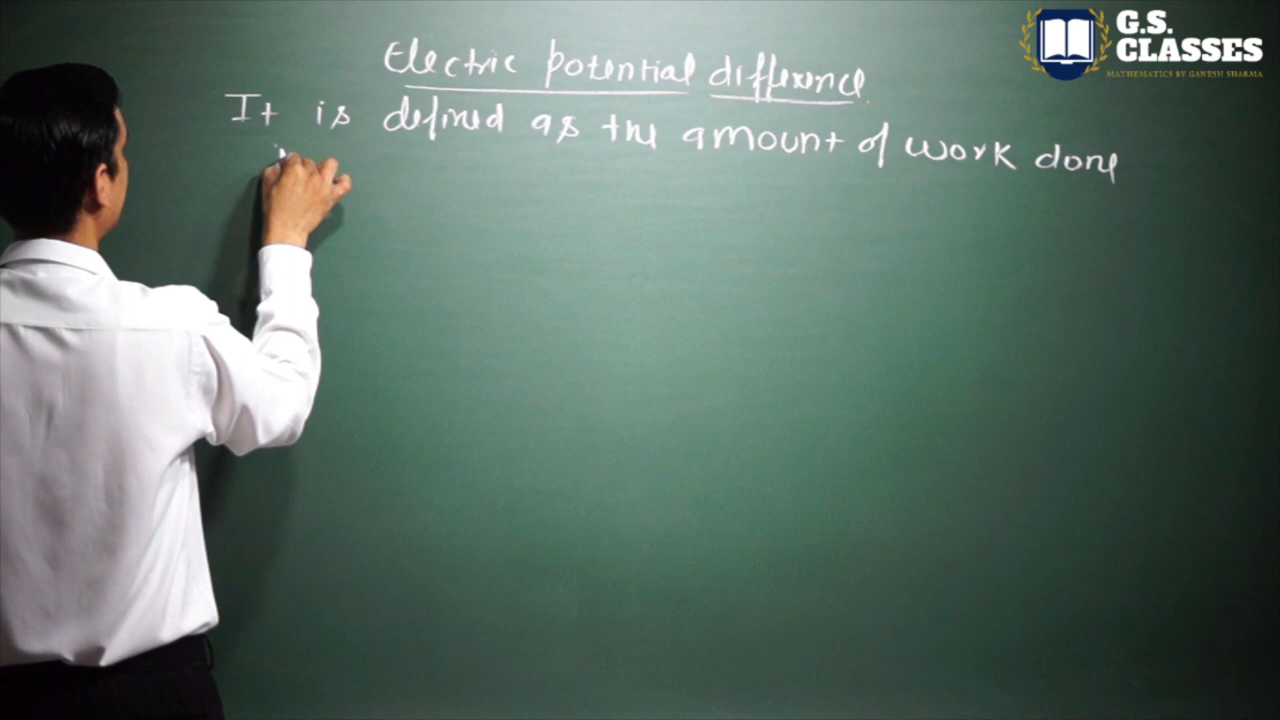 G.S.
CLASSES
MATHEMATICS BY GANESH SHARMA
Electric potential difference
It is defined as the amount of work done